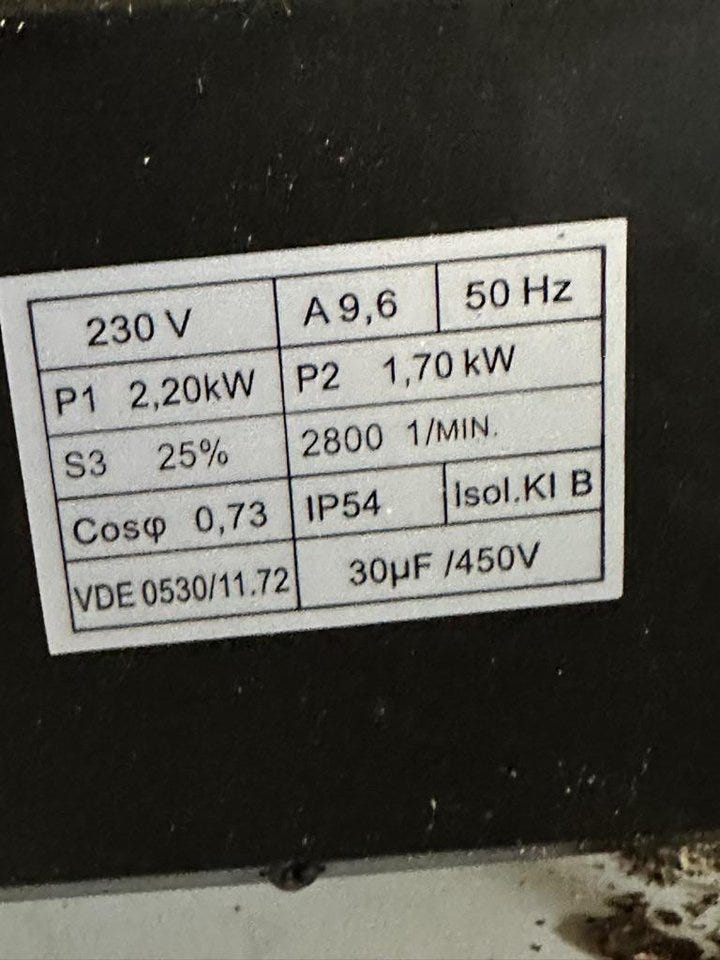 230 V A 9,6 50 Hz
P1 2,20kW P2 1,70 kW
S3 25% 2800 1/MIN.
Cosφ 0,73 IP54 Isol.Kl B
VDE 0530/11.72 30µF /450V